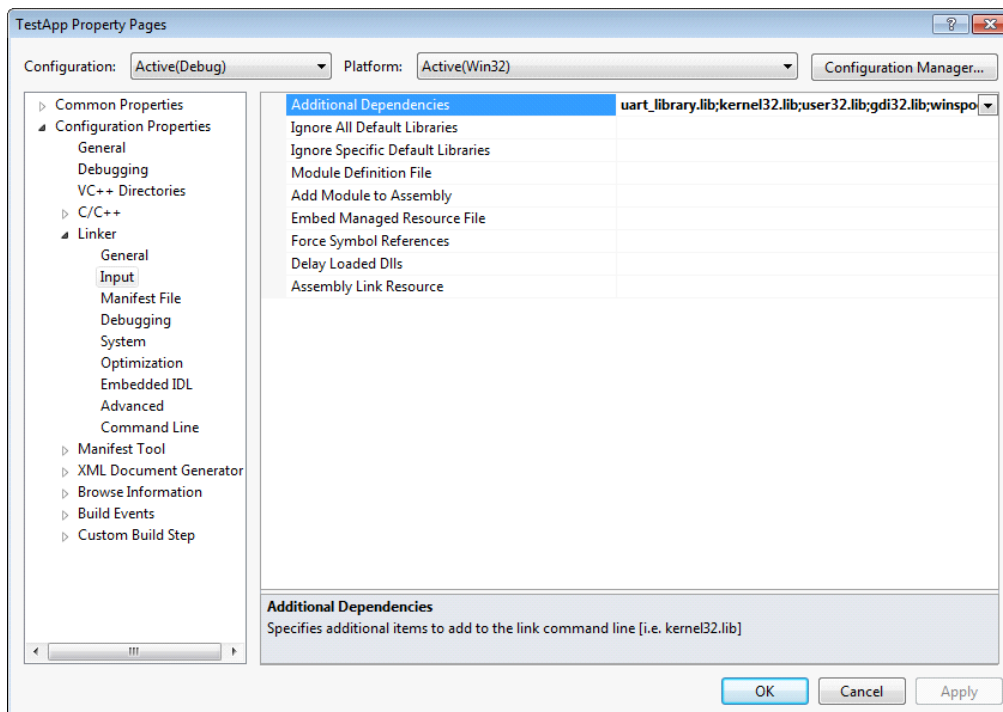 TestApp Property Pages
Configuration: Active(Debug) Platform: Active(Win32) Configuration Manager...
Common Properties
Configuration Properties
General
Debugging
VC++ Directories
C/C++
Linker
General
Input
Manifest File
Debugging
System
Optimization
Embedded IDL
Advanced
Command Line
Manifest Tool
XML Document Generator
Browse Information
Build Events
Custom Build Step
Additional Dependencies uart_library.lib;kernel32.lib;user32.lib;gdi32.lib;winspo
Ignore All Default Libraries
Ignore Specific Default Libraries
Module Definition File
Add Module to Assembly
Embed Managed Resource File
Force Symbol References
Delay Loaded Dlls
Assembly Link Resource
Additional Dependencies
Specifies additional items to add to the link command line [i.e. kernel32.lib]
OK Cancel Apply